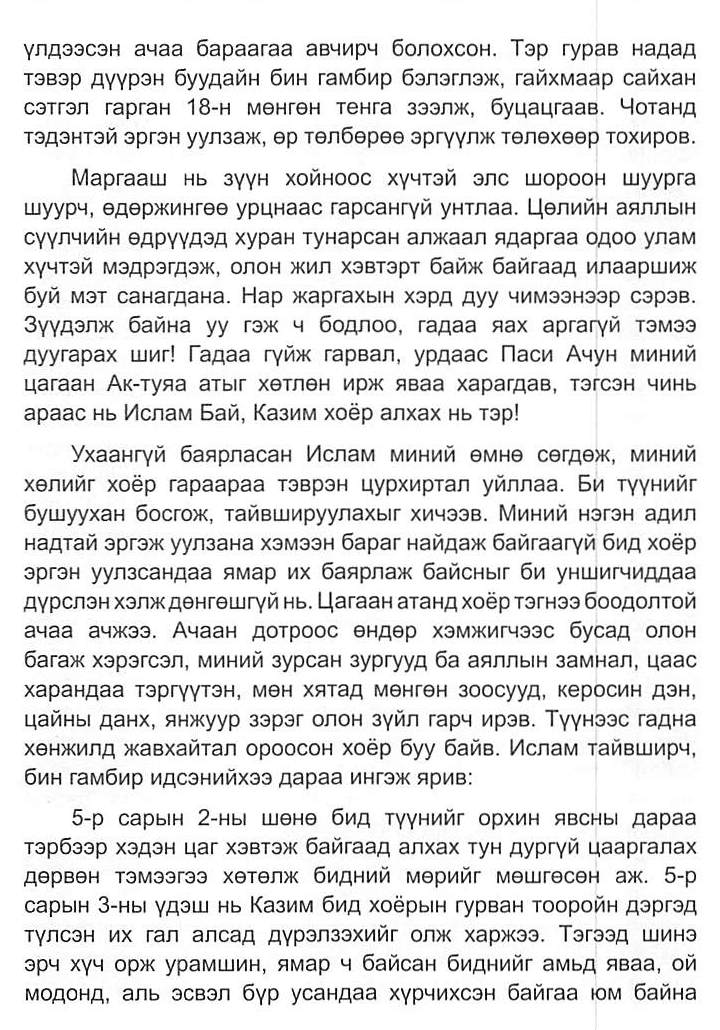 үлдээсэн ачаа бараагаа авчирч болохсон. Тэр гурав надад
тэвэр дүүрэн буудайн бин гамбир бэлэглэж, гайхмаар сайхан
сэтгэл гарган 18-н мөнгөн тенга зээлж, буцацгаав. Чотанд
тэдэнтэй эргэн уулзаж, өр төлбөрөө эргүүлж төлөхөөр тохиров.
Маргааш нь зүүн хойноос хүчтэй элс шороон шуурга
шуурч, өдөржингөө урцнаас гарсангүй унтлаа. Цөлийн аяллын
сүүлчийн өдрүүдэд хуран тунарсан алжаал ядаргаа одоо улам
хүчтэй мэдрэгдэж, олон жил хэвтэрт байж байгаад илааршиж
буй мэт санагдана. Нар жаргахын хэрд дуу чимээнээр сэрэв.
Зүүдэлж байна уу гэж ч бодлоо, гадаа яах аргагүй тэмээ
дуугарах шиг! Гадаа гүйж гарвал, урдаас Паси Ачун миний
цагаан Ак-туяа атыг хөтлөн ирж яваа харагдав, тэгсэн чинь
араас нь Ислам Бай, Казим хоёр алхах нь тэр!
Ухаангүй баярласан Ислам миний өмнө сөгдөж, миний
хөлийг хоёр гараараа тэврэн цурхиртал уйллаа. Би түүнийг
бушуухан босгож, тайвшируулахыг хичээв. Миний нэгэн адил
надтай эргэж уулзана хэмээн бараг найдаж байгаагүй бид хоёр
эргэн уулзсандаа ямар их баярлаж байсныг би уншигчиддаа
дүрслэн хэлж дөнгөшгүй нь. Цагаан атанд хоёр тэгнээ боодолтой
ачаа ачжээ. Ачаан дотроос өндөр хэмжигчээс бусад олон
багаж хэрэгсэл, миний зурсан зургууд ба аяллын замнал, цаас
харандаа тэргүүтэн, мөн хятад мөнгөн зоосууд, керосин дэн,
цайны данх, янжуур зэрэг олон зүйл гарч ирэв. Түүнээс гадна
хөнжилд жавхайтал ороосон хоёр буу байв. Ислам тайвширч,
бин гамбир идсэнийхээ дараа ингэж ярив:
5-р сарын 2-ны шөнө бид түүнийг орхин явсны дараа
тэрбээр хэдэн цаг хэвтэж байгаад алхах тун дургүй цааргалах
дөрвөн тэмээгээ хөтөлж бидний мөрийг мөшгөсөн аж. 5-р
сарын 3-ны үдэш нь Казим бид хоёрын гурван тооройн дэргэд
түлсэн их гал алсад дүрэлзэхийг олж харжээ. Тэгээд шинэ
эрч хүч орж урамшин, ямар ч байсан биднийг амьд яваа, ой
модонд, аль эсвэл бүр усандаа хүрчихсэн байгаа юм байна